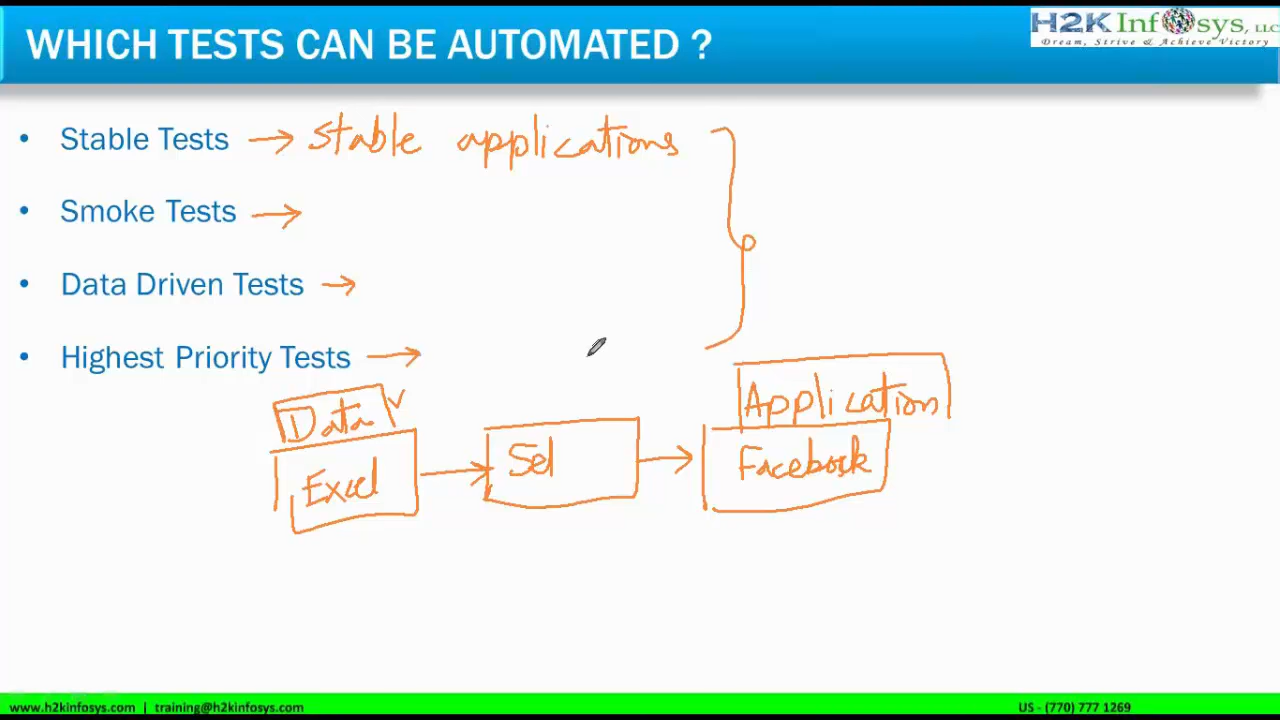 WHICH TESTS CAN BE AUTOMATED ?
H2K Infosys, LLC
Dream, Strive & Achieve Victory
• Stable Tests → Stable applications
• Smoke Tests →
• Data Driven Tests →
• Highest Priority Tests →
Data
Application
Excel → Sel → Facebook
www.h2kinfosys.com | training@h2kinfosys.com
US - (770) 777 1269